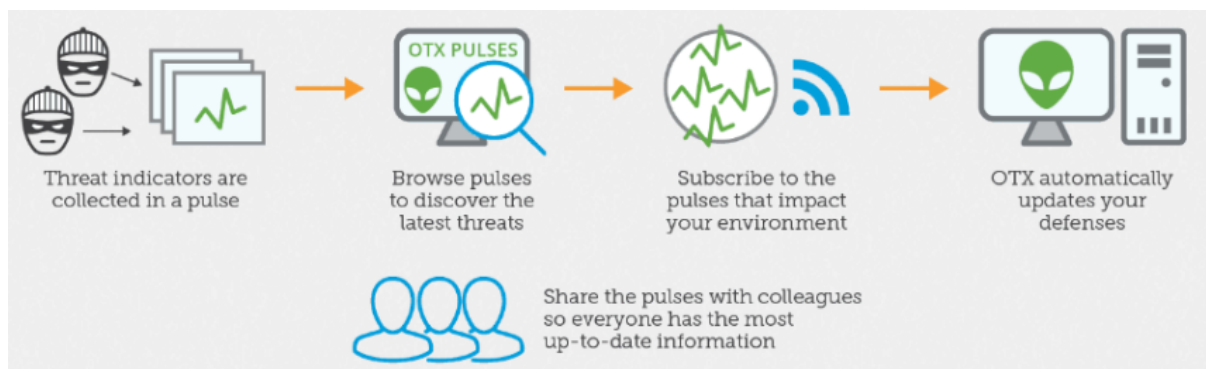 OTX PULSES
Threat indicators are
collected in a pulse
Browse pulses
to discover the
latest threats
Subscribe to the
pulses that impact
your environment
OTX automatically
updates your
defenses
Share the pulses with colleagues
so everyone has the most
up-to-date information